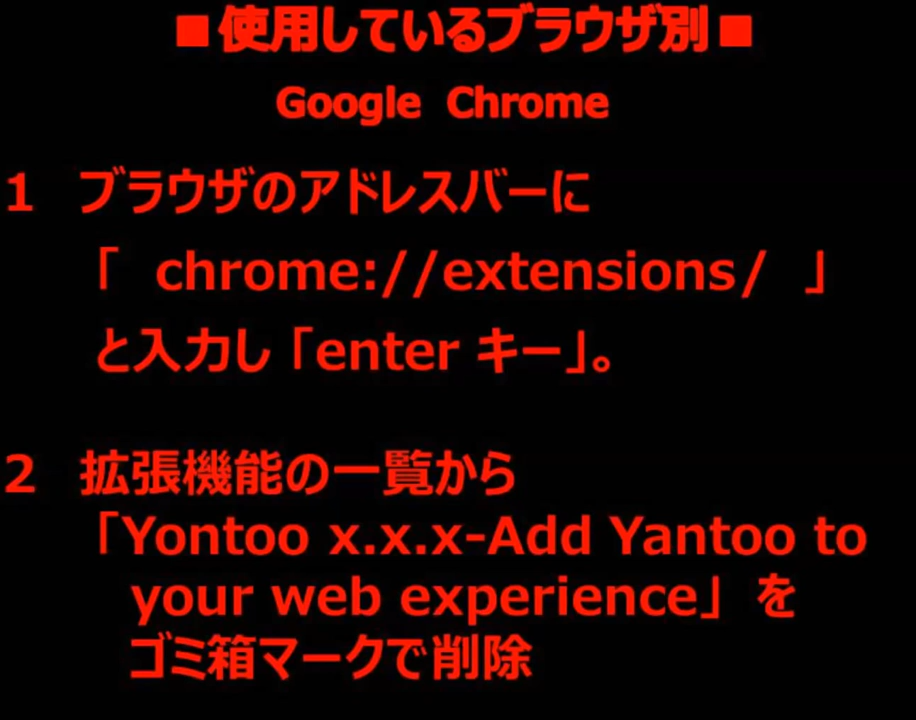 ■使用しているブラウザ別■
Google Chrome
1 ブラウザのアドレスバーに
「 chrome://extensions/ 」
と入力し「enter キー」。
2 拡張機能の一覧から
「Yontoo x.x.x-Add Yantoo to
your web experience」を
ゴミ箱マークで削除